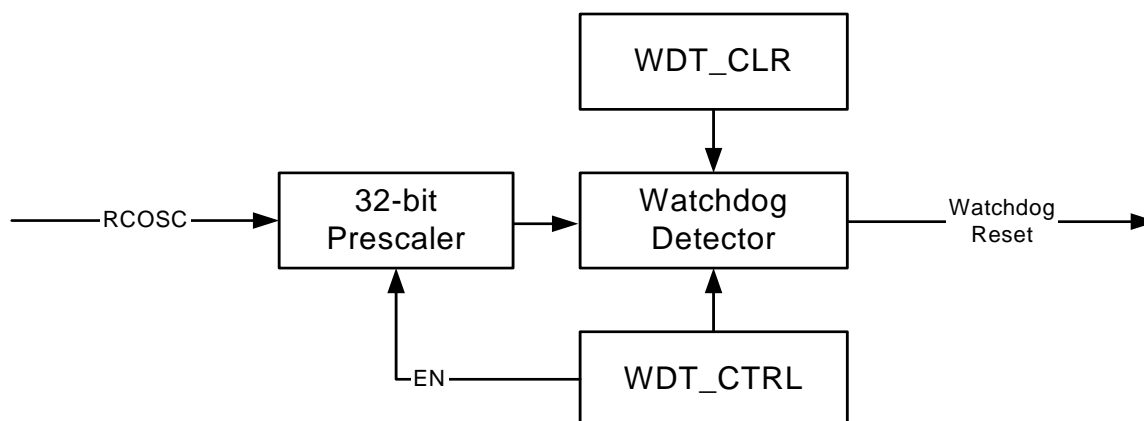 WDT_CLR
RCOSC
32-bit
Prescaler
Watchdog
Detector
Watchdog
Reset
EN
WDT_CTRL